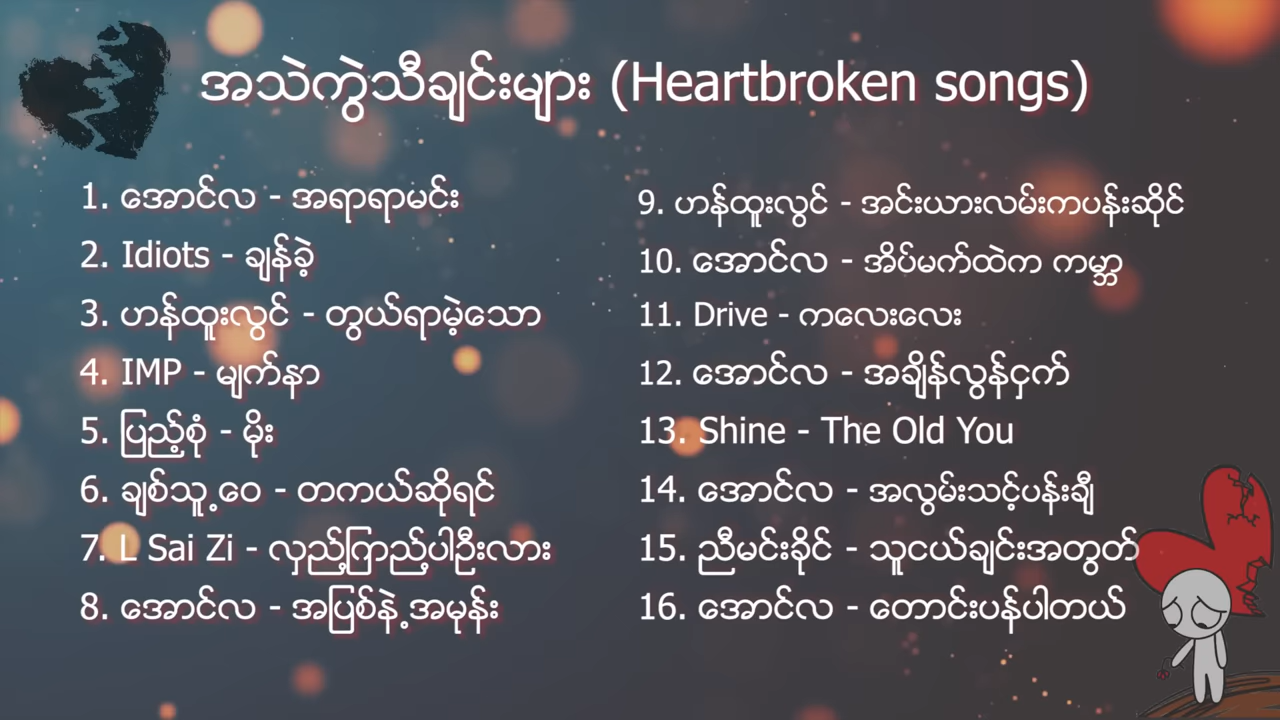 အသဲကွဲသီချင်းများ (Heartbroken songs)
1. အောင်လ - အရာရာမင်း
2. Idiots - ချန်ခဲ့
3. ဟန်ထူးလွင် - တွယ်ရာမဲ့သော
4. IMP - မျက်နာ
5. ပြည့်စုံ - မိုး
6. ချစ်သူ့ဝေ - တကယ်ဆိုရင်
7. L Sai Zi - လှည့်ကြည့်ပါဦးလား
8. အောင်လ - အပြစ်နဲ့အမုန်း
9. ဟန်ထူးလွင် - အင်းယားလမ်းကပန်းဆိုင်
10. အောင်လ - အိပ်မက်ထဲက ကမ္ဘာ
11. Drive - ကလေးလေး
12. အောင်လ - အချိန်လွန်ငှက်
13. Shine - The Old You
14. အောင်လ - အလွမ်းသင့်ပန်းချီ
15. ညီမင်းခိုင် - သူငယ်ချင်းအတွတ်
16. အောင်လ - တောင်းပန်ပါတယ်